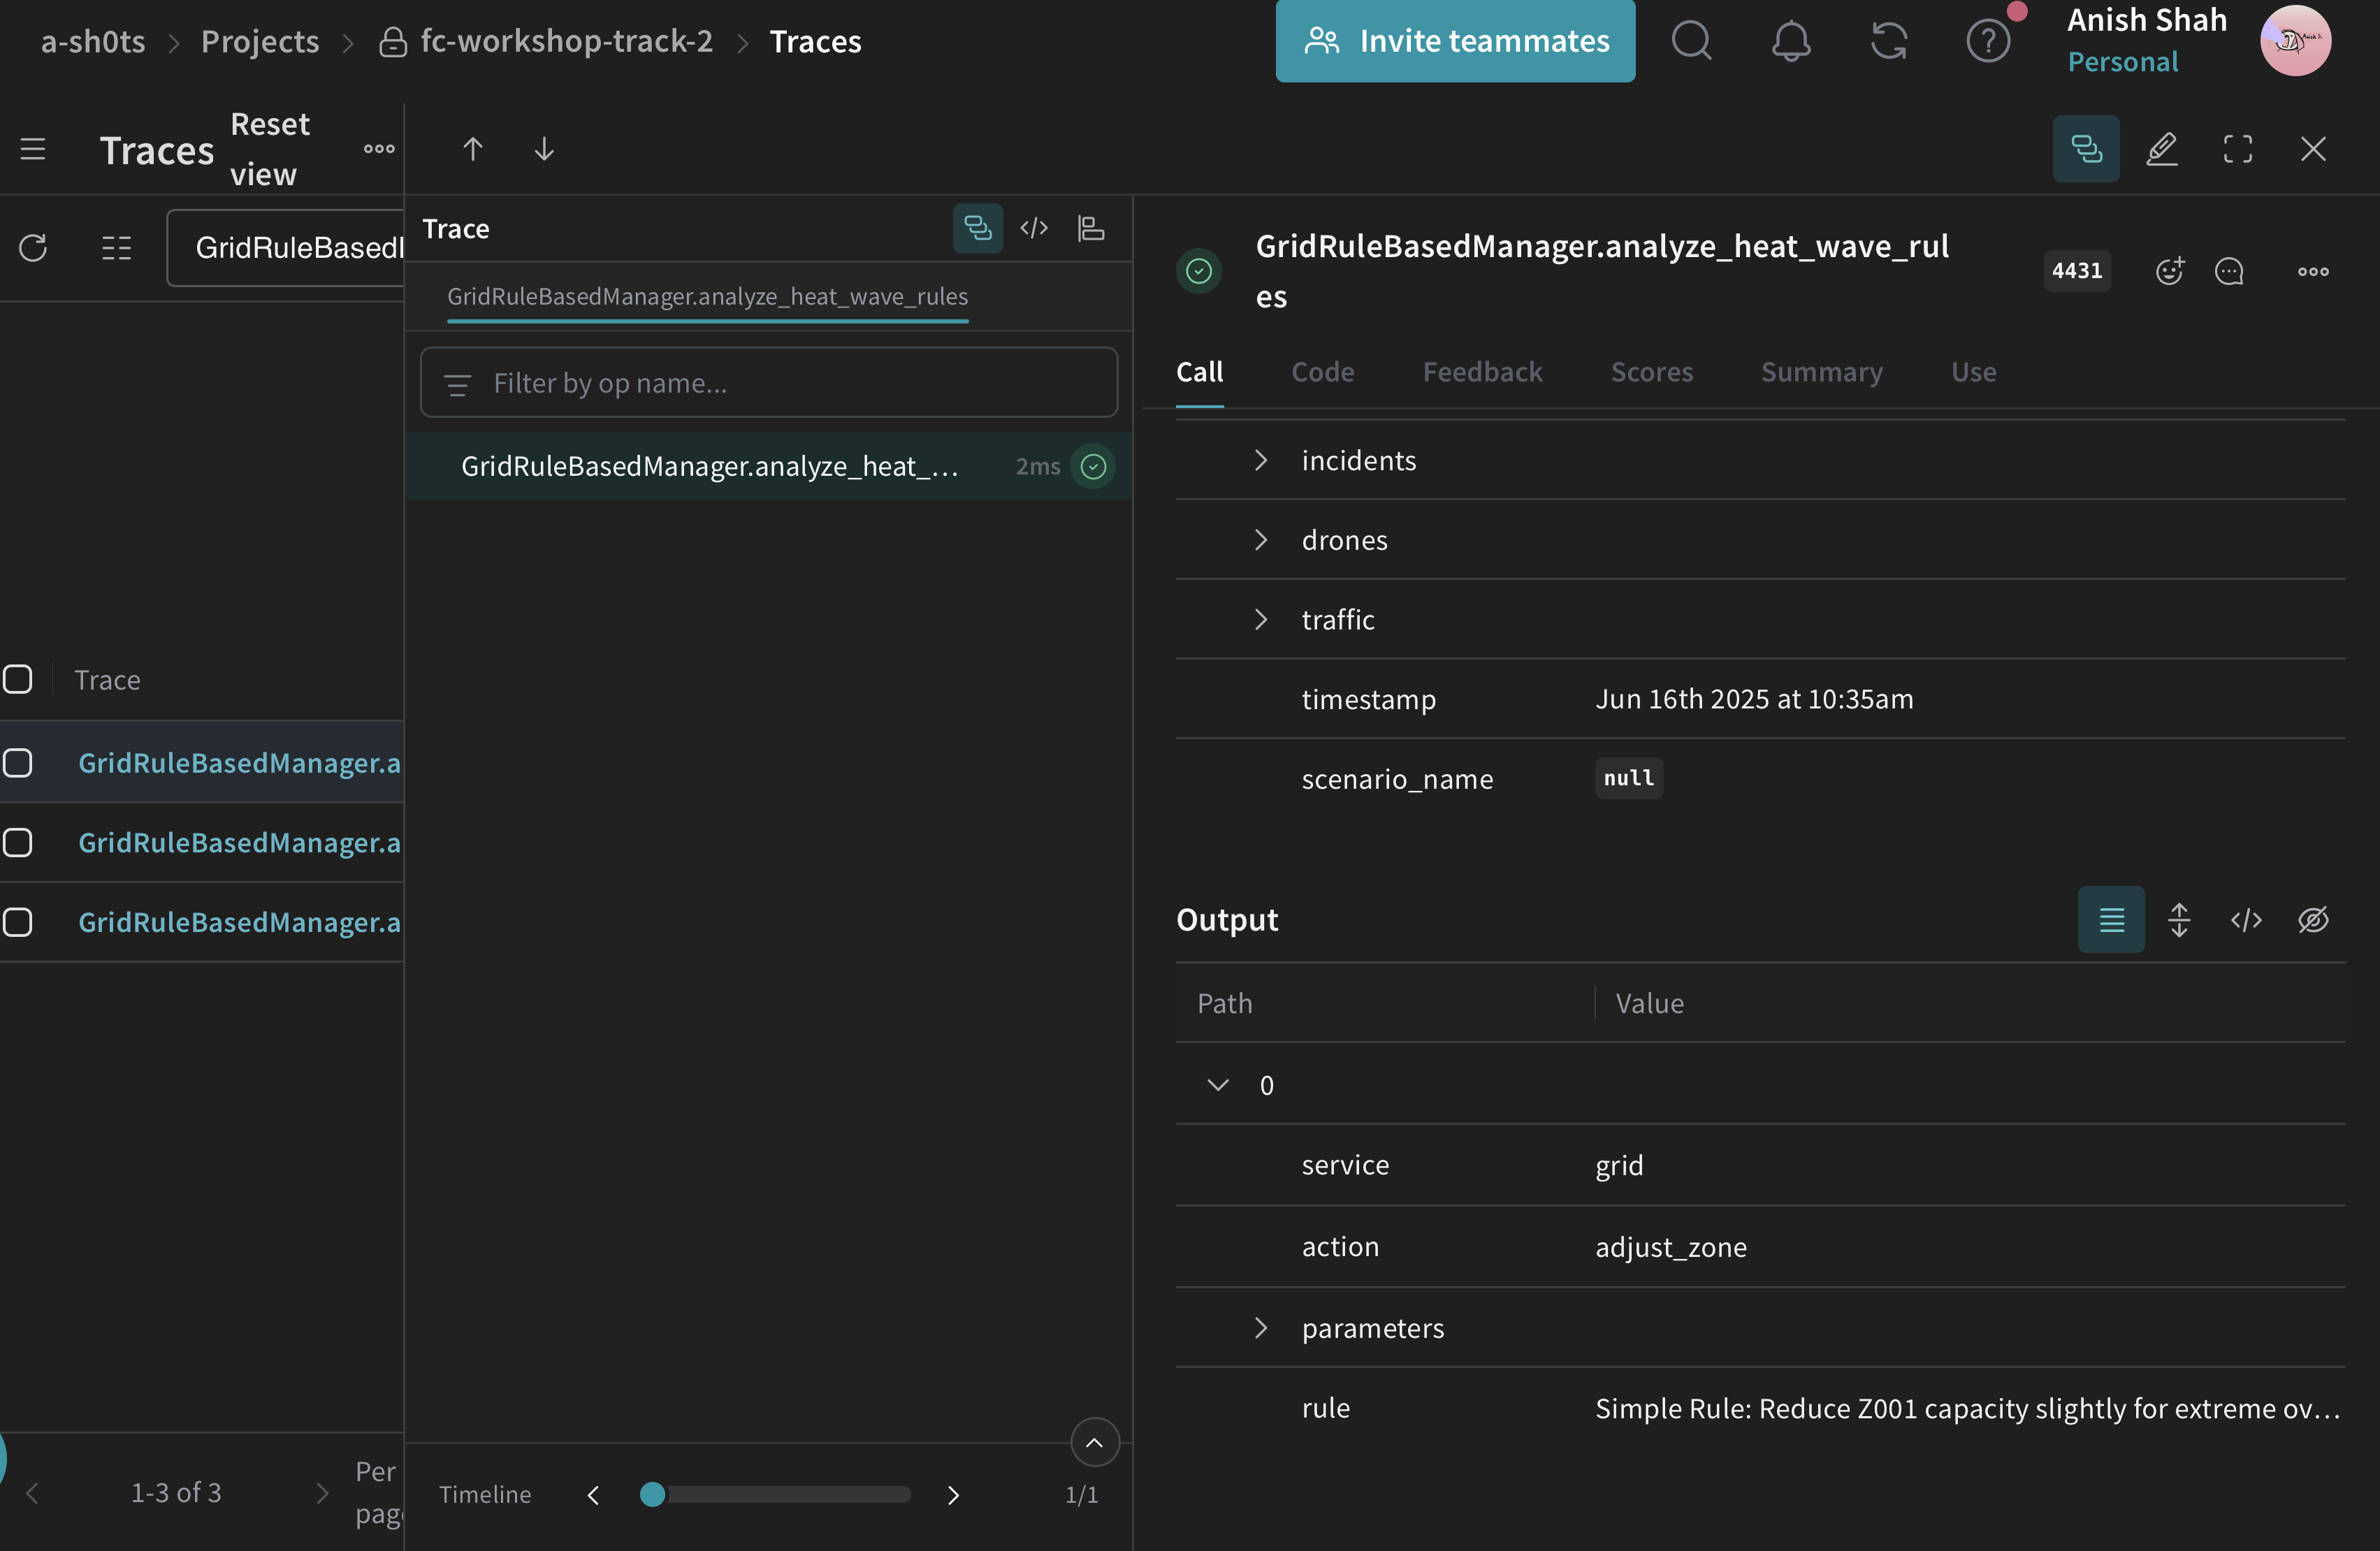 a-sh0ts > Projects > fc-workshop-track-2 > Traces
Invite teammates
Anish Shah
Personal
Traces
Reset view
GridRuleBased
Trace
GridRuleBasedManager.a
GridRuleBasedManager.a
GridRuleBasedManager.a
1-3 of 3
Per
page
Trace
GridRuleBasedManager.analyze_heat_wave_rules
Filter by op name...
GridRuleBasedManager.analyze_heat_... 2ms
Timeline 1/1
GridRuleBasedManager.analyze_heat_wave_rul
es
4431
Call Code Feedback Scores Summary Use
incidents
drones
traffic
timestamp Jun 16th 2025 at 10:35am
scenario_name null
Output
Path Value
0
service grid
action adjust_zone
parameters
rule Simple Rule: Reduce Z001 capacity slightly for extreme ov...